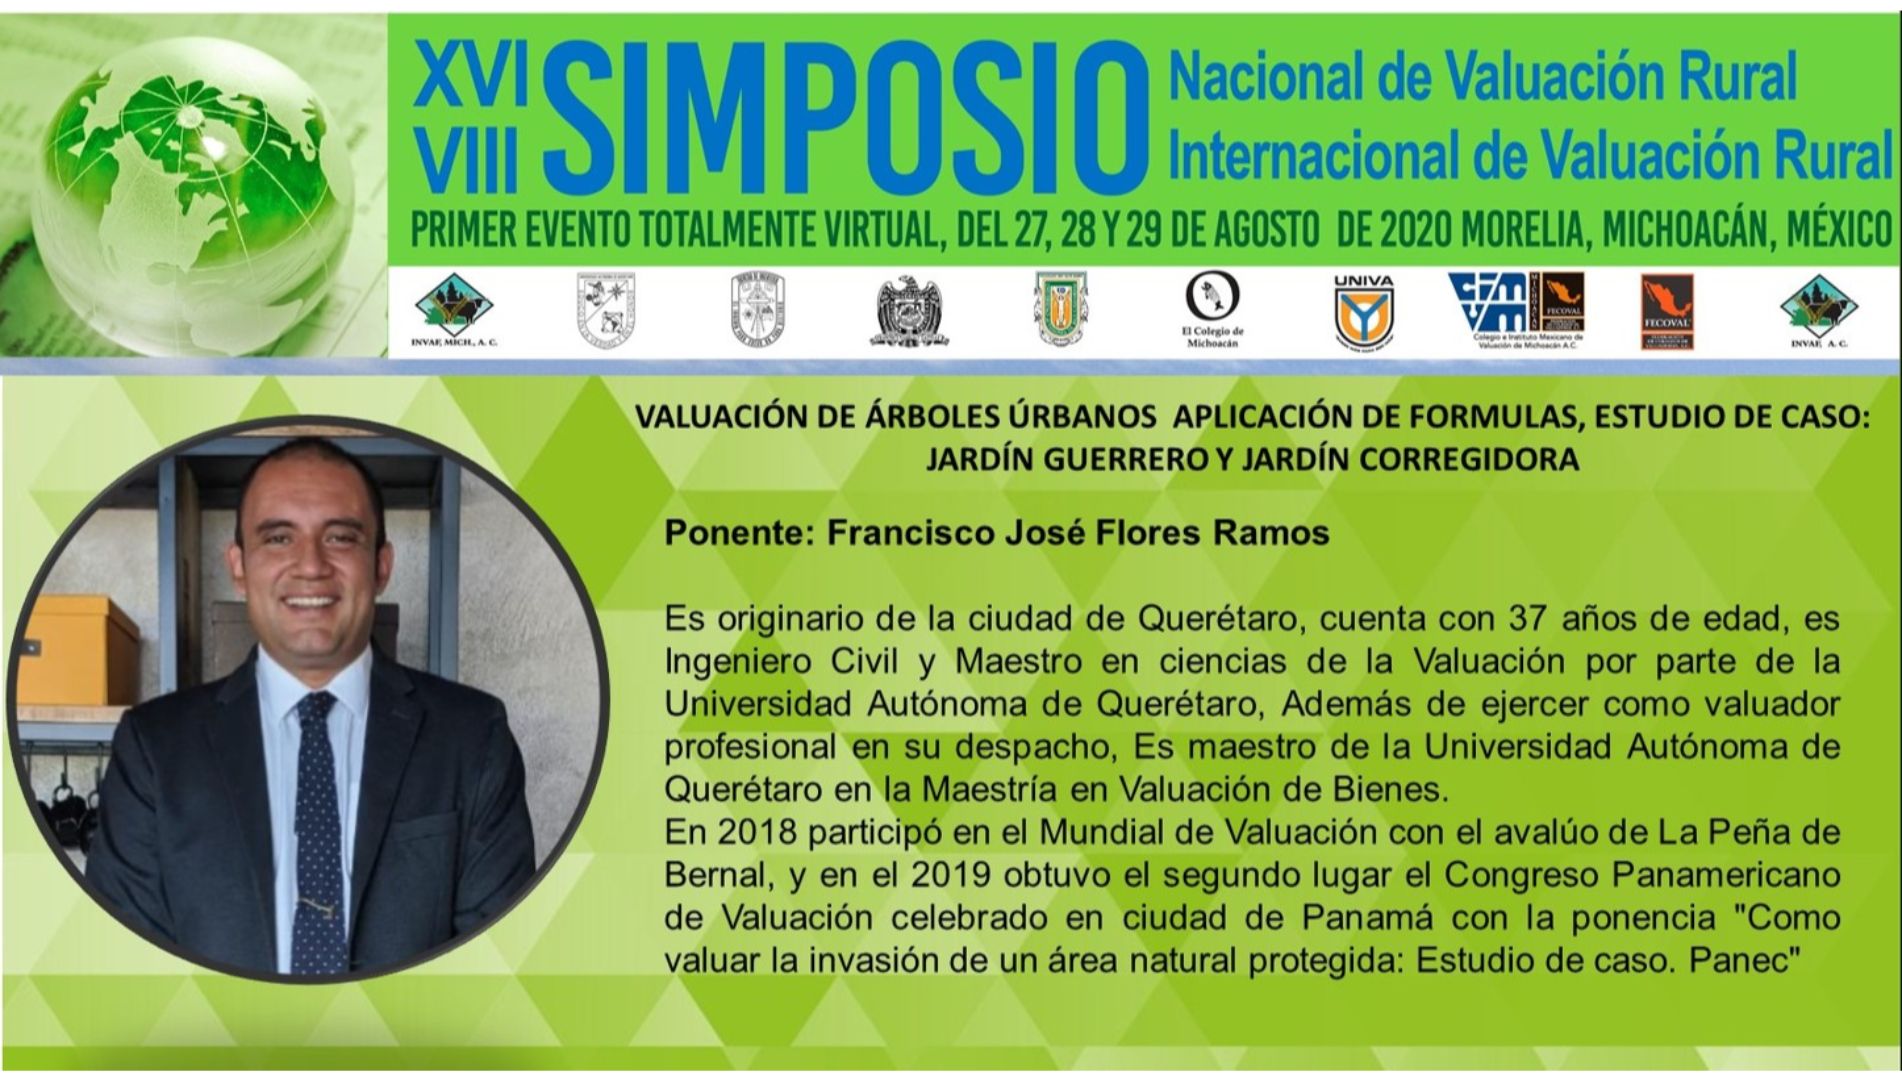 XVI
VIII
SIMPOSIO
Nacional de Valuación Rural
Internacional de Valuación Rural
PRIMER EVENTO TOTALMENTE VIRTUAL, DEL 27, 28 Y 29 DE AGOSTO DE 2020 MORELIA, MICHOACÁN, MÉXICO
INVAF, MICH., A. C.
El Colegio de
Michoacán
UNIVA
MICHOACÁN
FECOVAL
Colegio e Instituto Mexicano de
Valuación de Michoacán A.C.
FECOVAL
INVAF, A. C.
VALUACIÓN DE ÁRBOLES ÚRBANOS APLICACIÓN DE FORMULAS, ESTUDIO DE CASO:
JARDÍN GUERRERO Y JARDÍN CORREGIDORA
Ponente: Francisco José Flores Ramos
Es originario de la ciudad de Querétaro, cuenta con 37 años de edad, es
Ingeniero Civil y Maestro en ciencias de la Valuación por parte de la
Universidad Autónoma de Querétaro, Además de ejercer como valuador
profesional en su despacho, Es maestro de la Universidad Autónoma de
Querétaro en la Maestría en Valuación de Bienes.
En 2018 participó en el Mundial de Valuación con el avalúo de La Peña de
Bernal, y en el 2019 obtuvo el segundo lugar el Congreso Panamericano
de Valuación celebrado en ciudad de Panamá con la ponencia "Como
valuar la invasión de un área natural protegida: Estudio de caso. Panec"